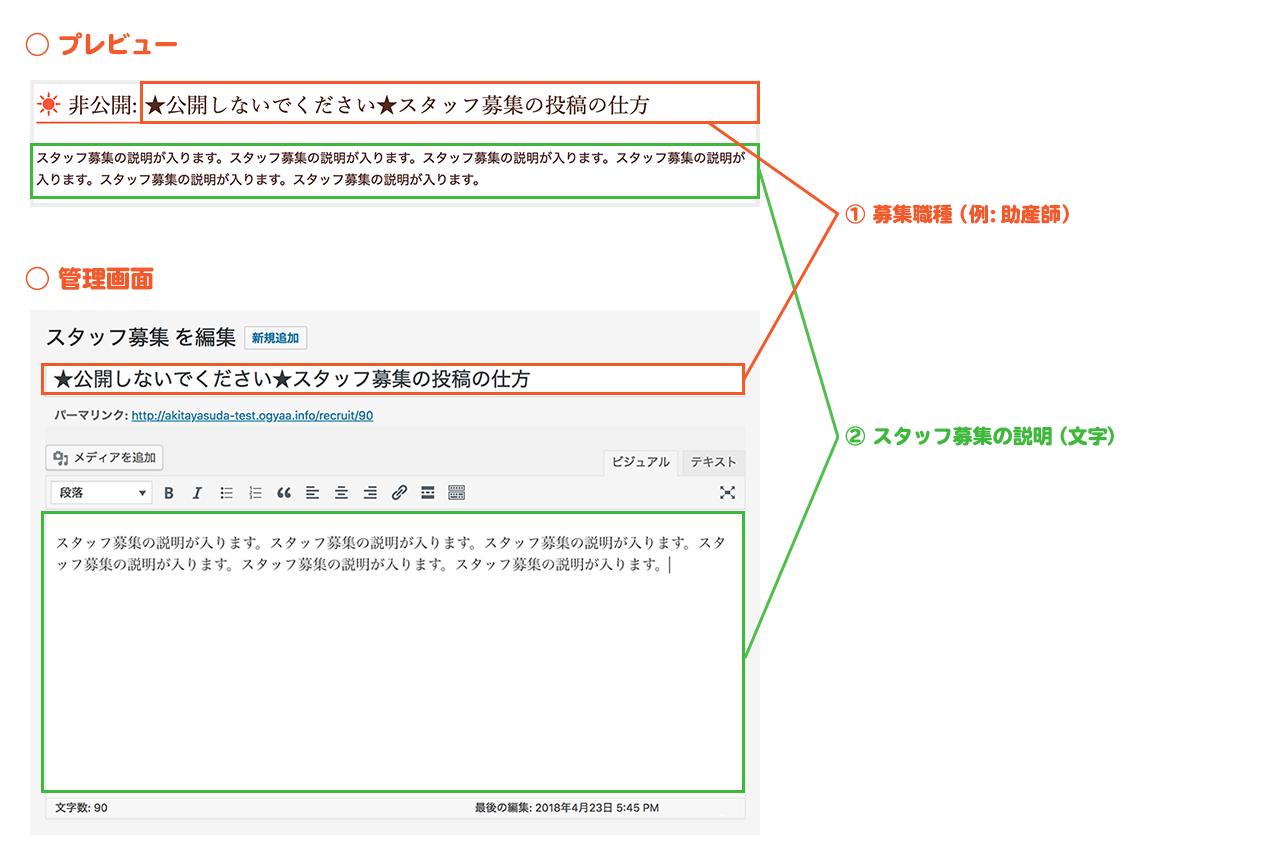 ○ プレビュー
非公開: ★公開しないでください★スタッフ募集の投稿の仕方
スタッフ募集の説明が入ります。スタッフ募集の説明が入ります。スタッフ募集の説明が入ります。スタッフ募集の説明が
入ります。スタッフ募集の説明が入ります。スタッフ募集の説明が入ります。
① 募集職種（例: 助産師）
○ 管理画面
スタッフ募集 を編集 新規追加
★公開しないでください★スタッフ募集の投稿の仕方
パーマリンク: http://akitayasuda-test.ogyaa.info/recruit/90
② スタッフ募集の説明（文字）
メディアを追加 ビジュアル テキスト
段落 B I
スタッフ募集の説明が入ります。スタッフ募集の説明が入ります。スタッフ募集の説明が入ります。スタ
ッフ募集の説明が入ります。スタッフ募集の説明が入ります。スタッフ募集の説明が入ります。
文字数: 90 最後の編集: 2018年4月23日 5:45 PM